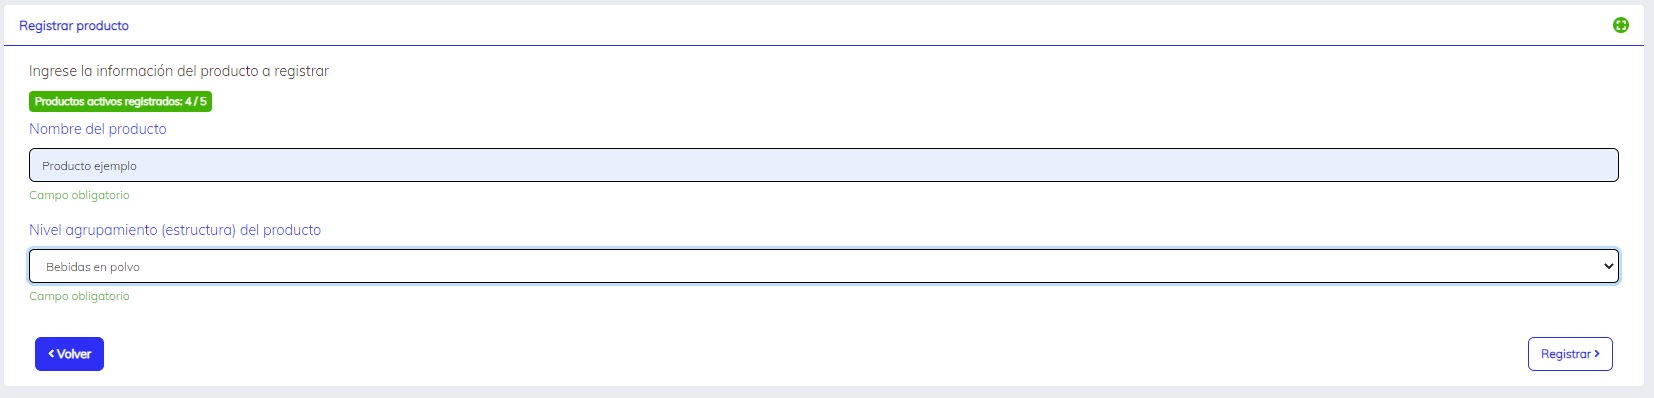 Registrar producto
Ingrese la información del producto a registrar
Productos activos registrados: 4 / 5
Nombre del producto
Producto ejemplo
Campo obligatorio
Nivel agrupamiento (estructura) del producto
Bebidas en polvo
Campo obligatorio
Volver
Registrar